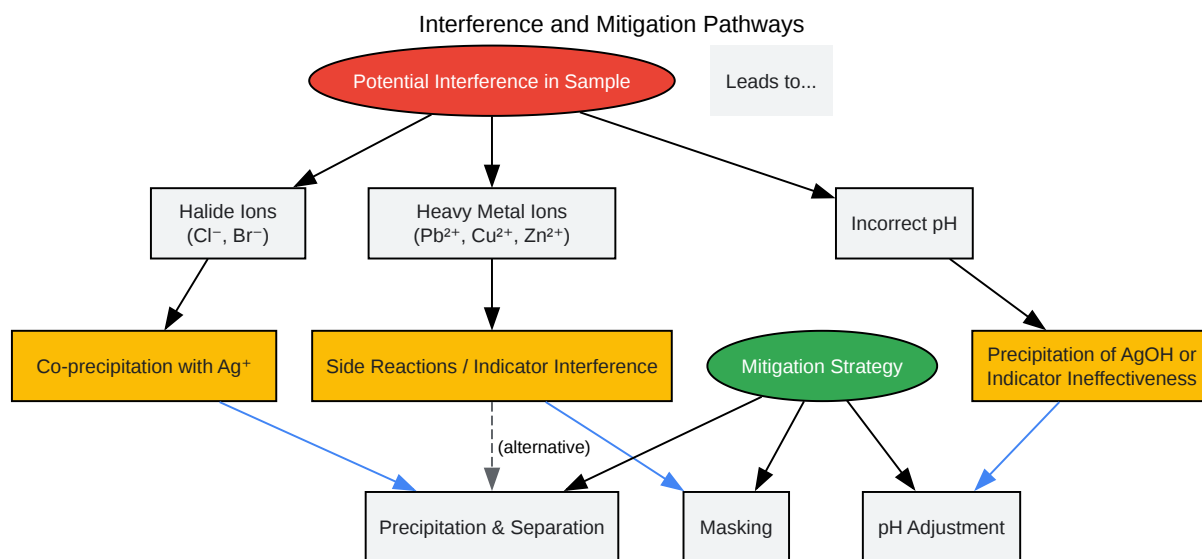 Interference and Mitigation Pathways
Potential Interference in Sample
Leads to...
Halide Ions
(Cl⁻, Br⁻)
Heavy Metal Ions
(Pb²⁺, Cu²⁺, Zn²⁺)
Incorrect pH
Co-precipitation with Ag⁺
Side Reactions / Indicator Interference
Mitigation Strategy
Precipitation of AgOH or
Indicator Ineffectiveness
(alternative)
Precipitation & Separation
Masking
pH Adjustment